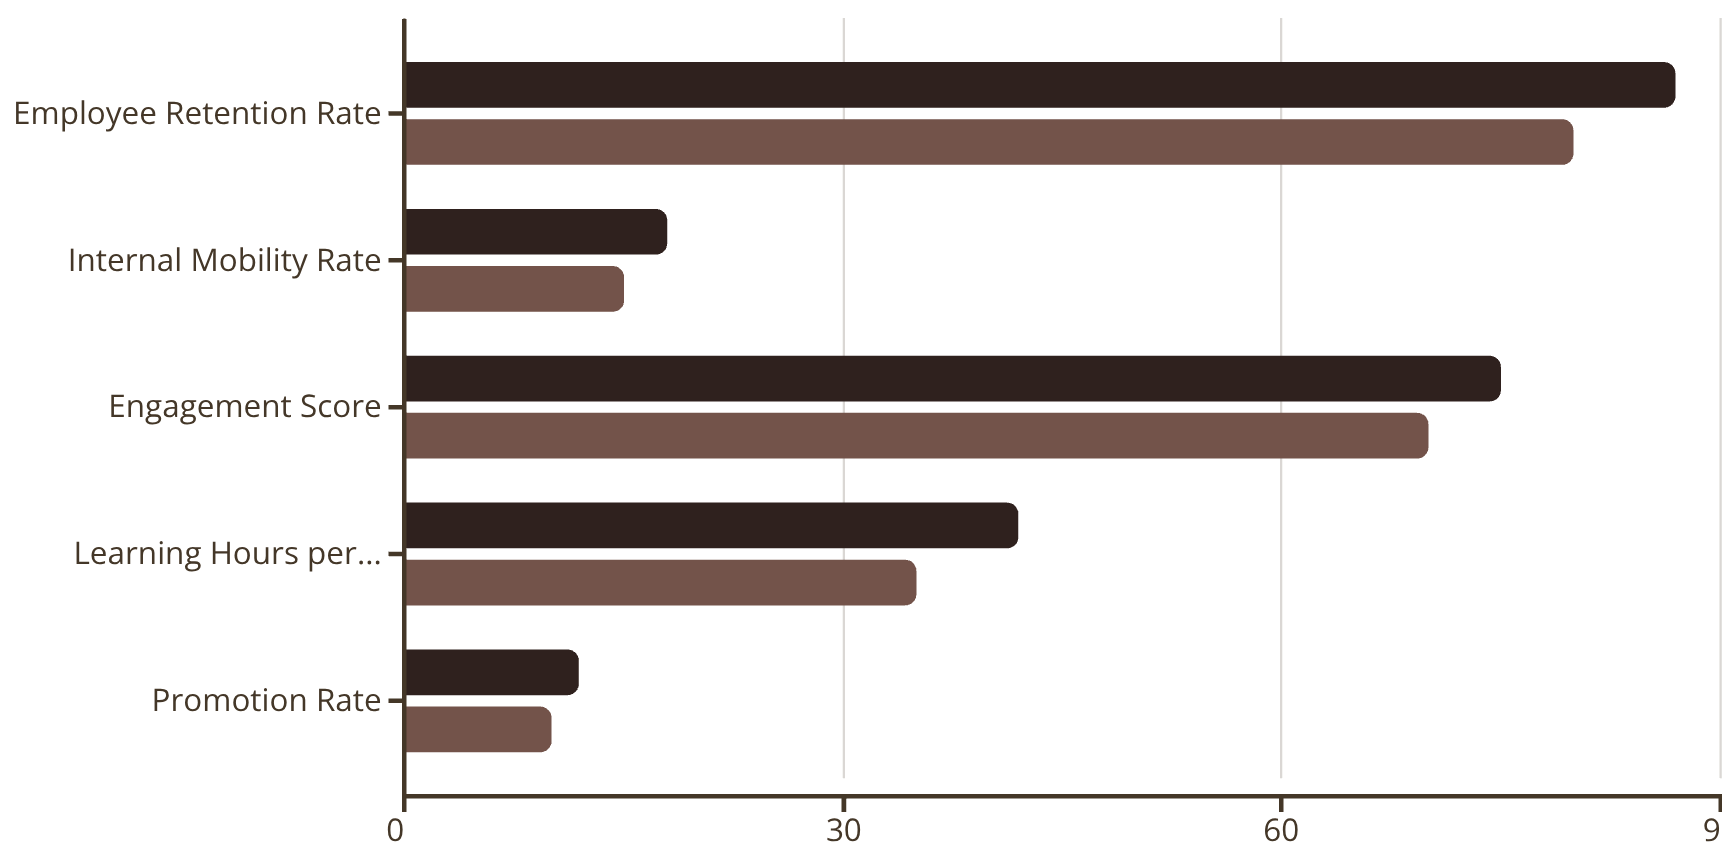 Employee Retention Rate
Internal Mobility Rate
Engagement Score
Learning Hours per...
Promotion Rate
0 30 60 9